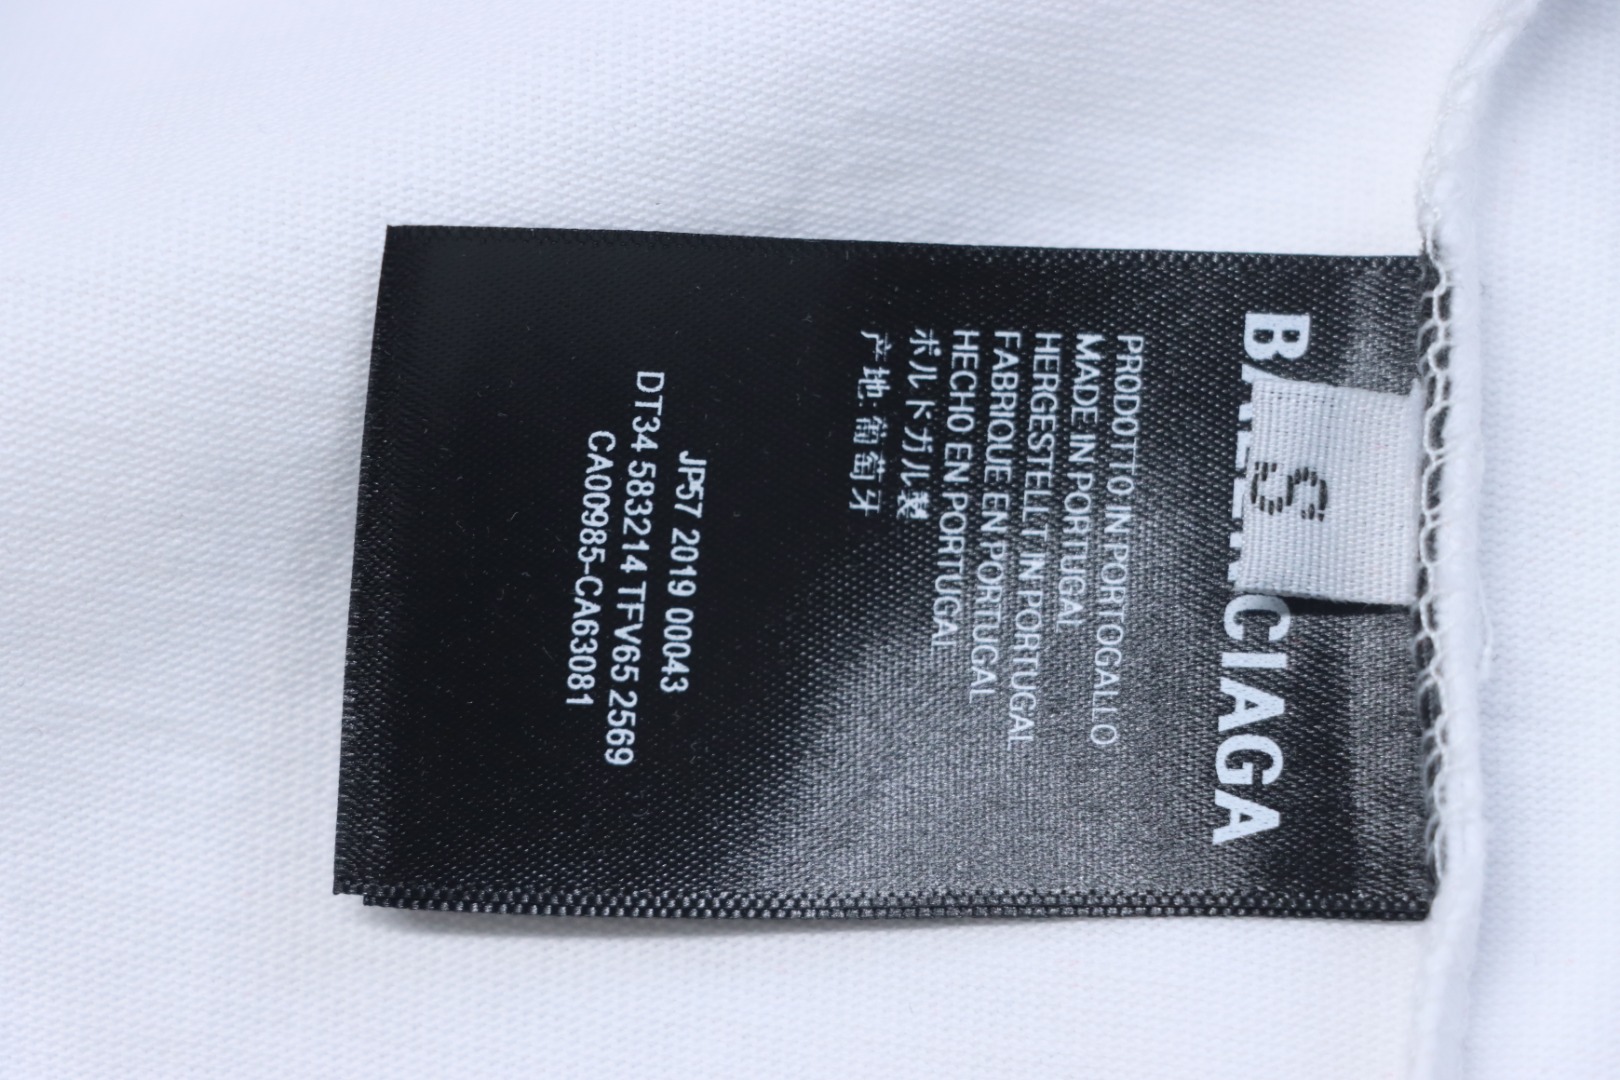 BALENCIAGA
S
PRODOTTO IN PORTOGALLO
MADE IN PORTUGAL
HERGESTELLT IN PORTUGAL
FABRIQUE EN PORTUGAL
HECHO EN PORTUGAL
ポルトガル製
产地:葡萄牙
JP57 2019 00043
DT34 583214 TFV65 2569
CA00985-CA63081